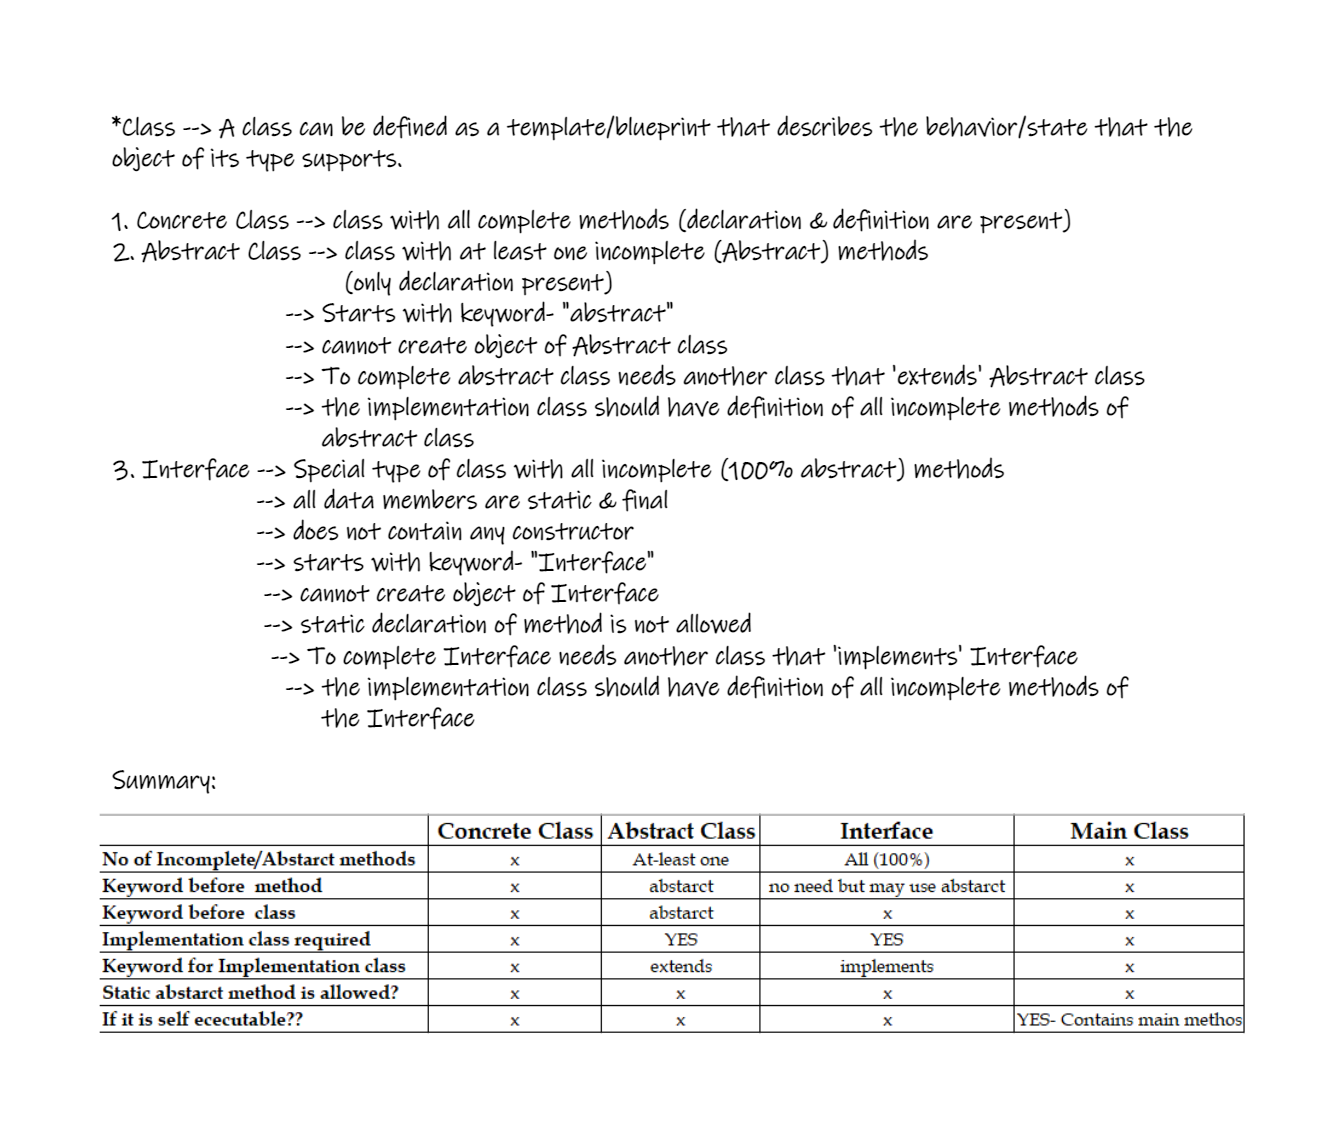 *Class --> A class can be defined as a template/blueprint that describes the behavior/state that the
object of its type supports.
1. Concrete Class --> class with all complete methods (declaration & definition are present)
2. Abstract Class --> class with at least one incomplete (Abstract) methods
(only declaration present)
--> Starts with keyword- "abstract"
--> cannot create object of Abstract class
--> To complete abstract class needs another class that 'extends' Abstract class
--> the implementation class should have definition of all incomplete methods of
abstract class
3. Interface --> Special type of class with all incomplete (100% abstract) methods
--> all data members are static & final
--> does not contain any constructor
--> starts with keyword- "Interface"
--> cannot create object of Interface
--> static declaration of method is not allowed
--> To complete Interface needs another class that 'implements' Interface
--> the implementation class should have definition of all incomplete methods of
the Interface
Summary:
Concrete Class Abstract Class Interface Main Class
No of Incomplete/Abstarct methods x At-least one All (100%) x
Keyword before method x abstarct no need but may use abstarct x
Keyword before class x abstarct x x
Implementation class required x YES YES x
Keyword for Implementation class x extends implements x
Static abstarct method is allowed? x x x x
If it is self ececutable?? x x x YES- Contains main methos